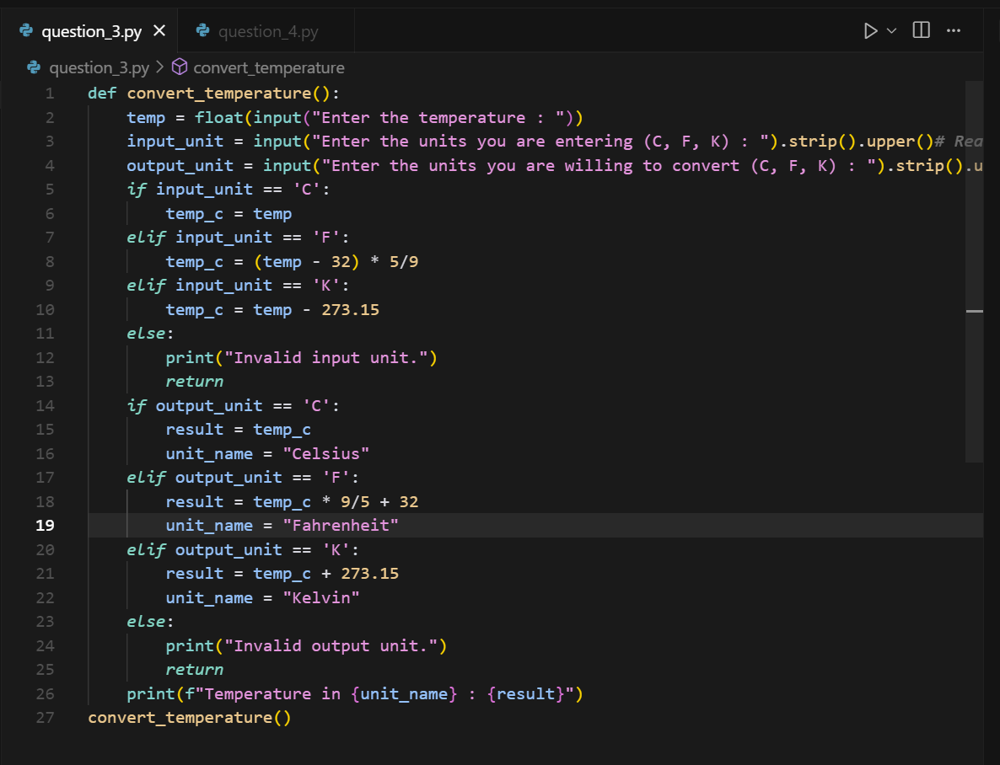 question_3.py
question_4.py
question_3.py > convert_temperature
1 def convert_temperature():
2     temp = float(input("Enter the temperature : "))
3     input_unit = input("Enter the units you are entering (C, F, K) : ").strip().upper()# Rea
4     output_unit = input("Enter the units you are willing to convert (C, F, K) : ").strip().u
5     if input_unit == 'C':
6         temp_c = temp
7     elif input_unit == 'F':
8         temp_c = (temp - 32) * 5/9
9     elif input_unit == 'K':
10         temp_c = temp - 273.15
11     else:
12         print("Invalid input unit.")
13         return
14     if output_unit == 'C':
15         result = temp_c
16         unit_name = "Celsius"
17     elif output_unit == 'F':
18         result = temp_c * 9/5 + 32
19         unit_name = "Fahrenheit"
20     elif output_unit == 'K':
21         result = temp_c + 273.15
22         unit_name = "Kelvin"
23     else:
24         print("Invalid output unit.")
25         return
26     print(f"Temperature in {unit_name} : {result}")
27 convert_temperature()